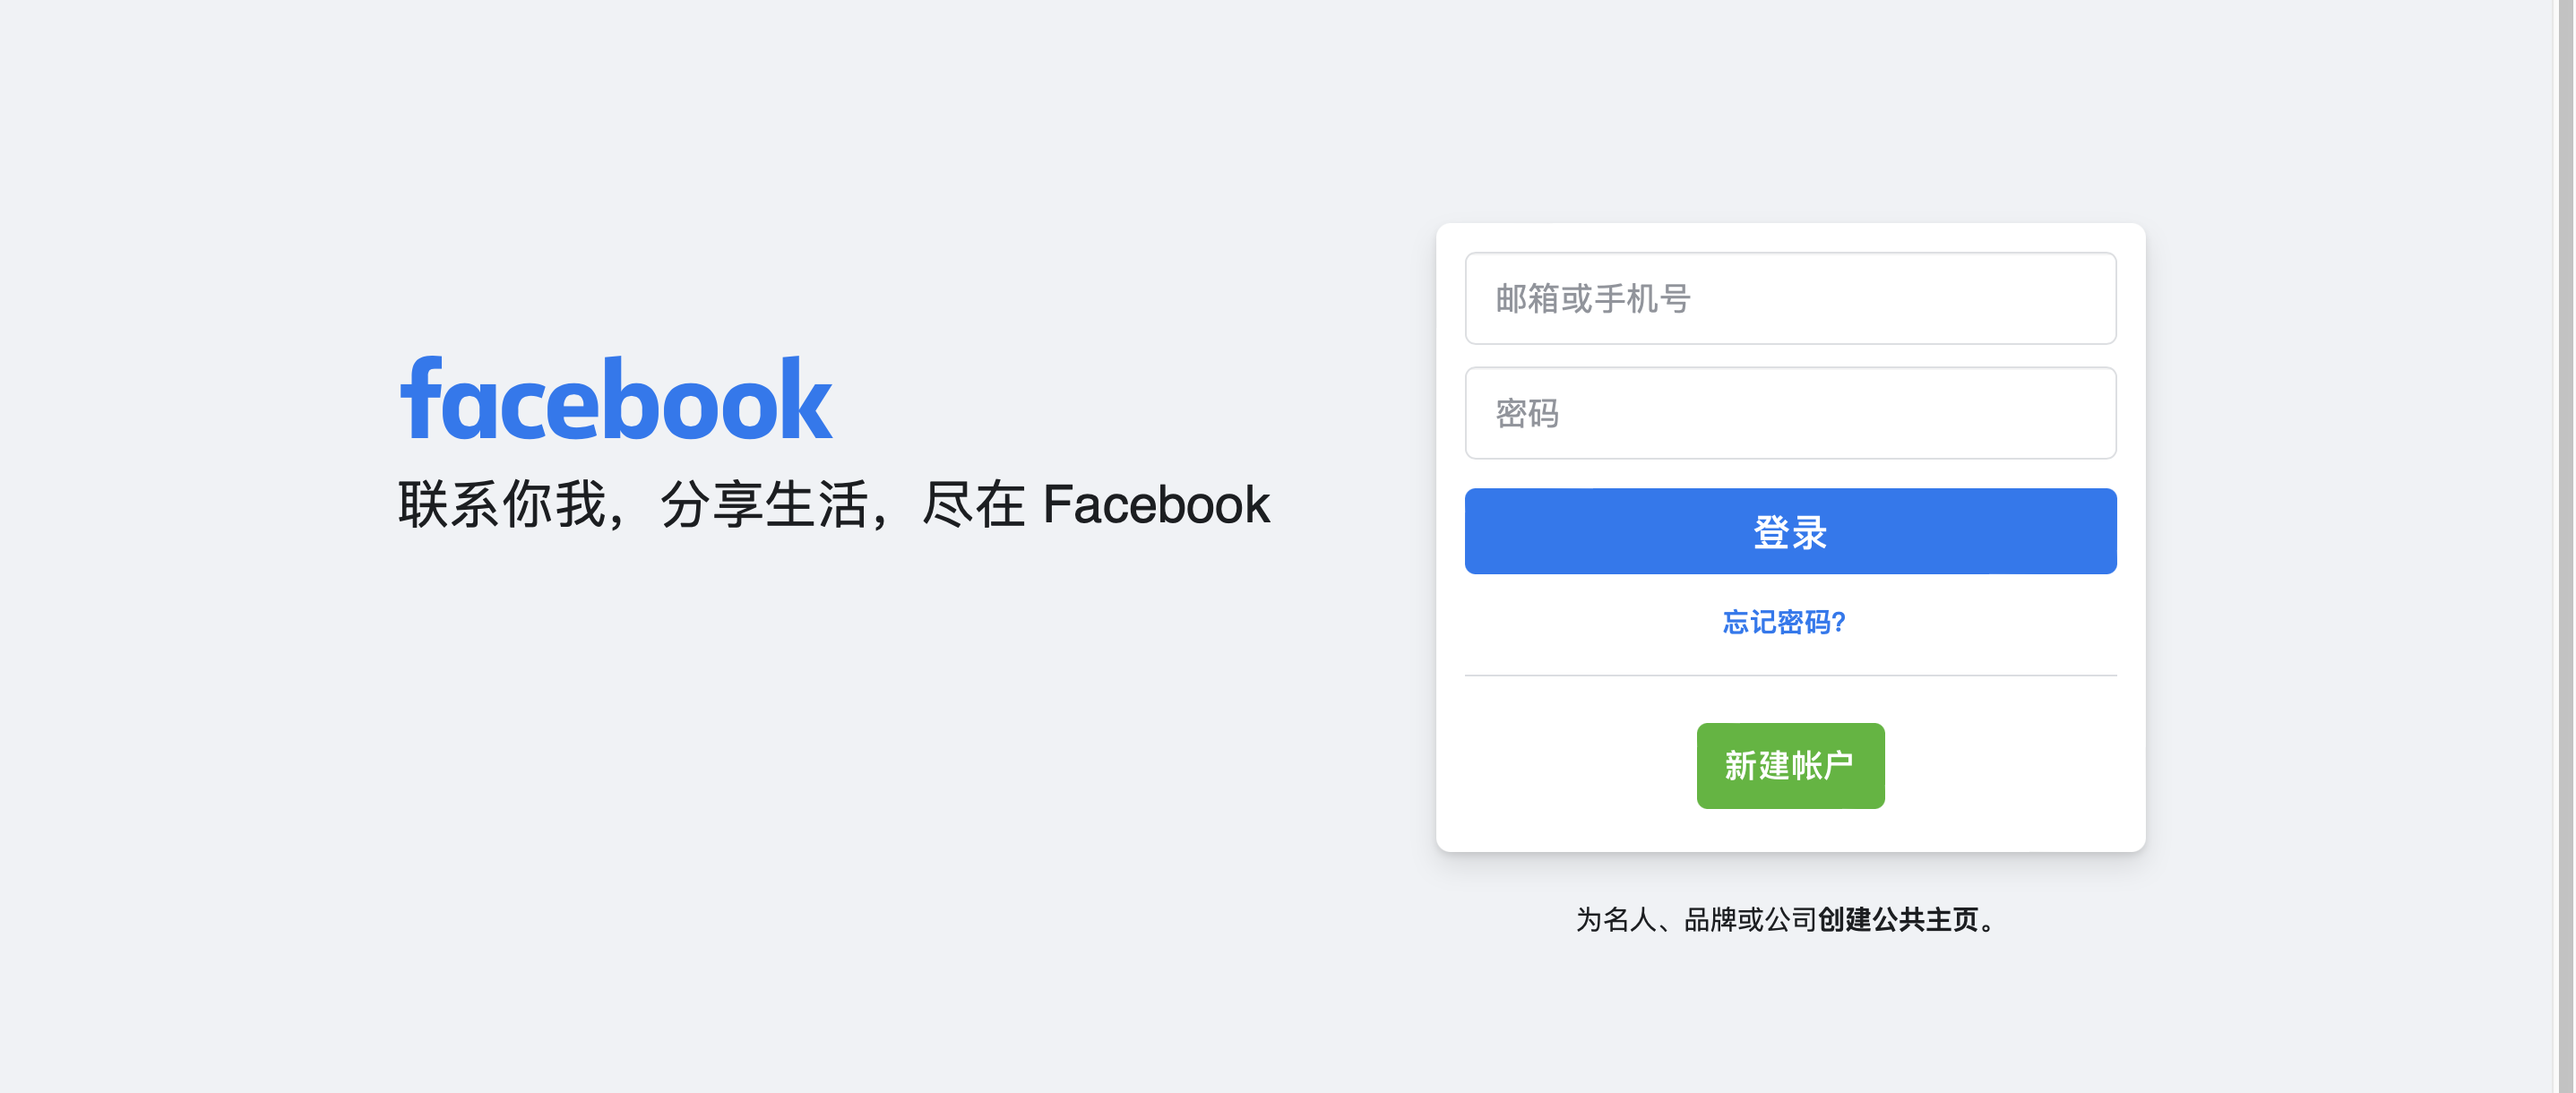 facebook
联系你我，分享生活，尽在 Facebook
邮箱或手机号
密码
登录
忘记密码?
新建帐户
为名人、品牌或公司创建公共主页。